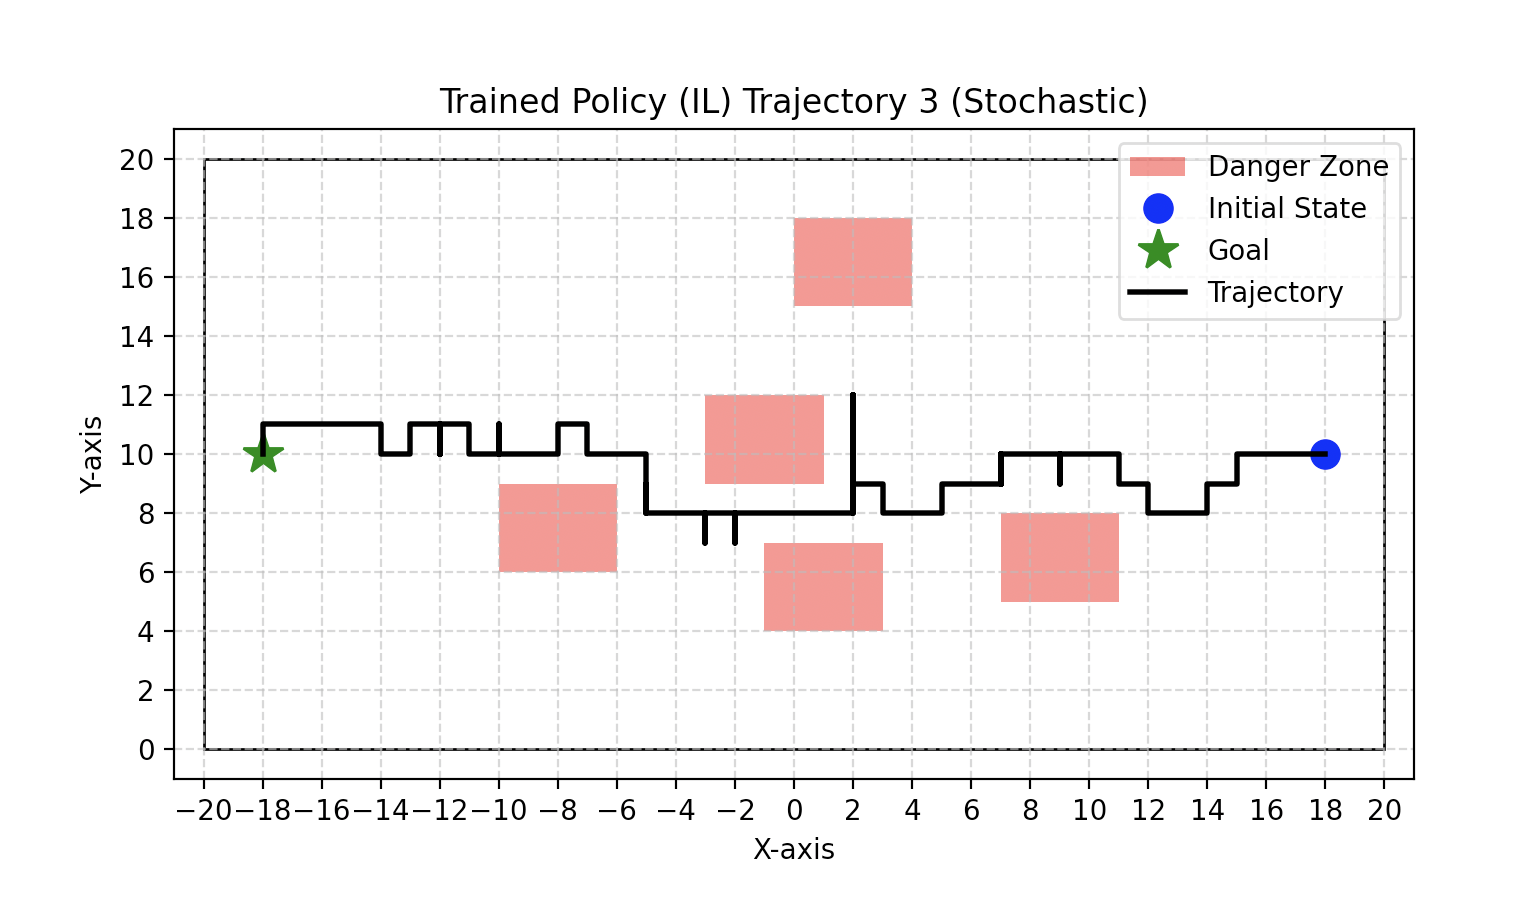 Trained Policy (IL) Trajectory 3 (Stochastic)
Danger Zone
Initial State
Goal
Trajectory
Y-axis
20
18
16
14
12
10
8
6
4
2
0
−20 −18 −16 −14 −12 −10 −8 −6 −4 −2 0 2 4 6 8 10 12 14 16 18 20
X-axis